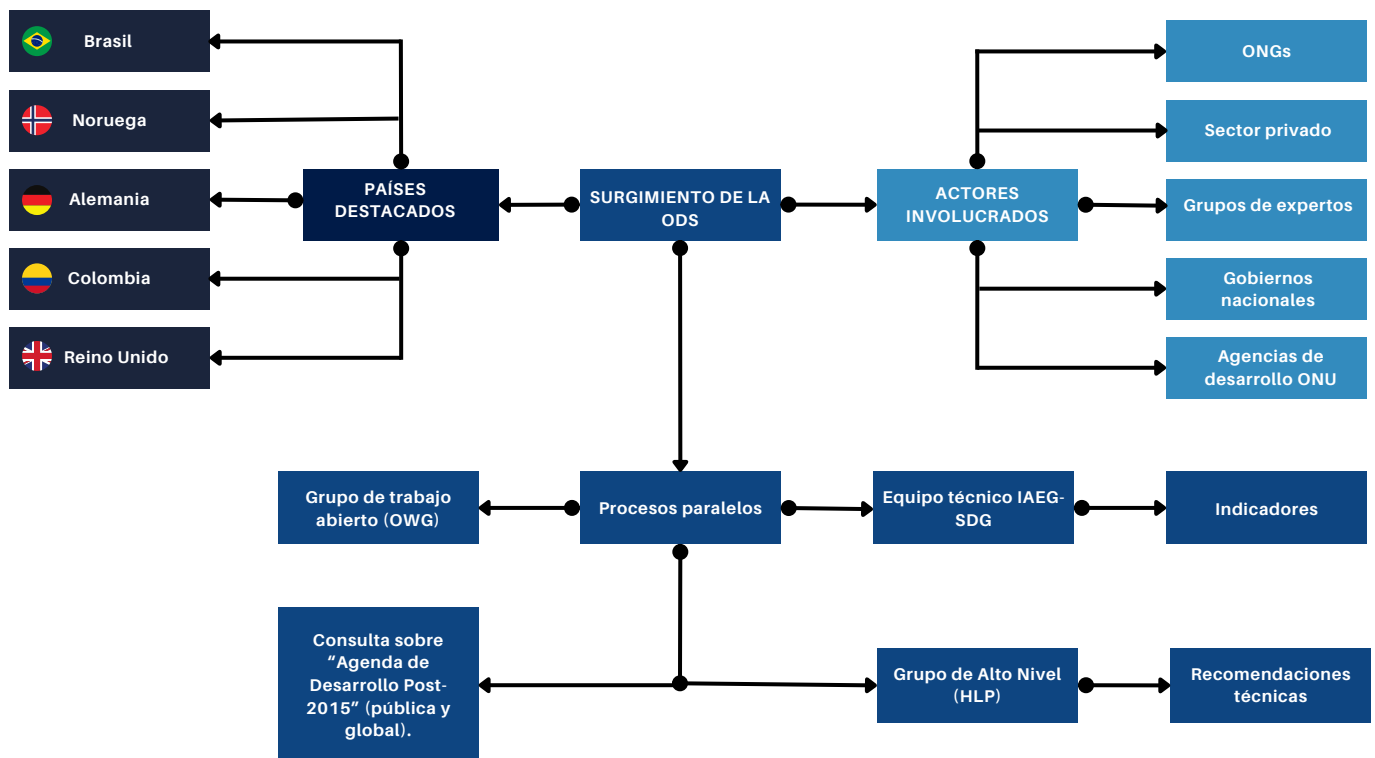 Brasil
Noruega
Alemania
Colombia
Reino Unido
PAÍSES
DESTACADOS
SURGIMIENTO DE LA
ODS
ACTORES
INVOLUCRADOS
ONGs
Sector privado
Grupos de expertos
Gobiernos
nacionales
Agencias de
desarrollo ONU
Grupo de trabajo
abierto (OWG)
Procesos paralelos
Equipo técnico IAEG-
SDG
Indicadores
Consulta sobre
“Agenda de
Desarrollo Post-
2015” (pública y
global).
Grupo de Alto Nivel
(HLP)
Recomendaciones
técnicas